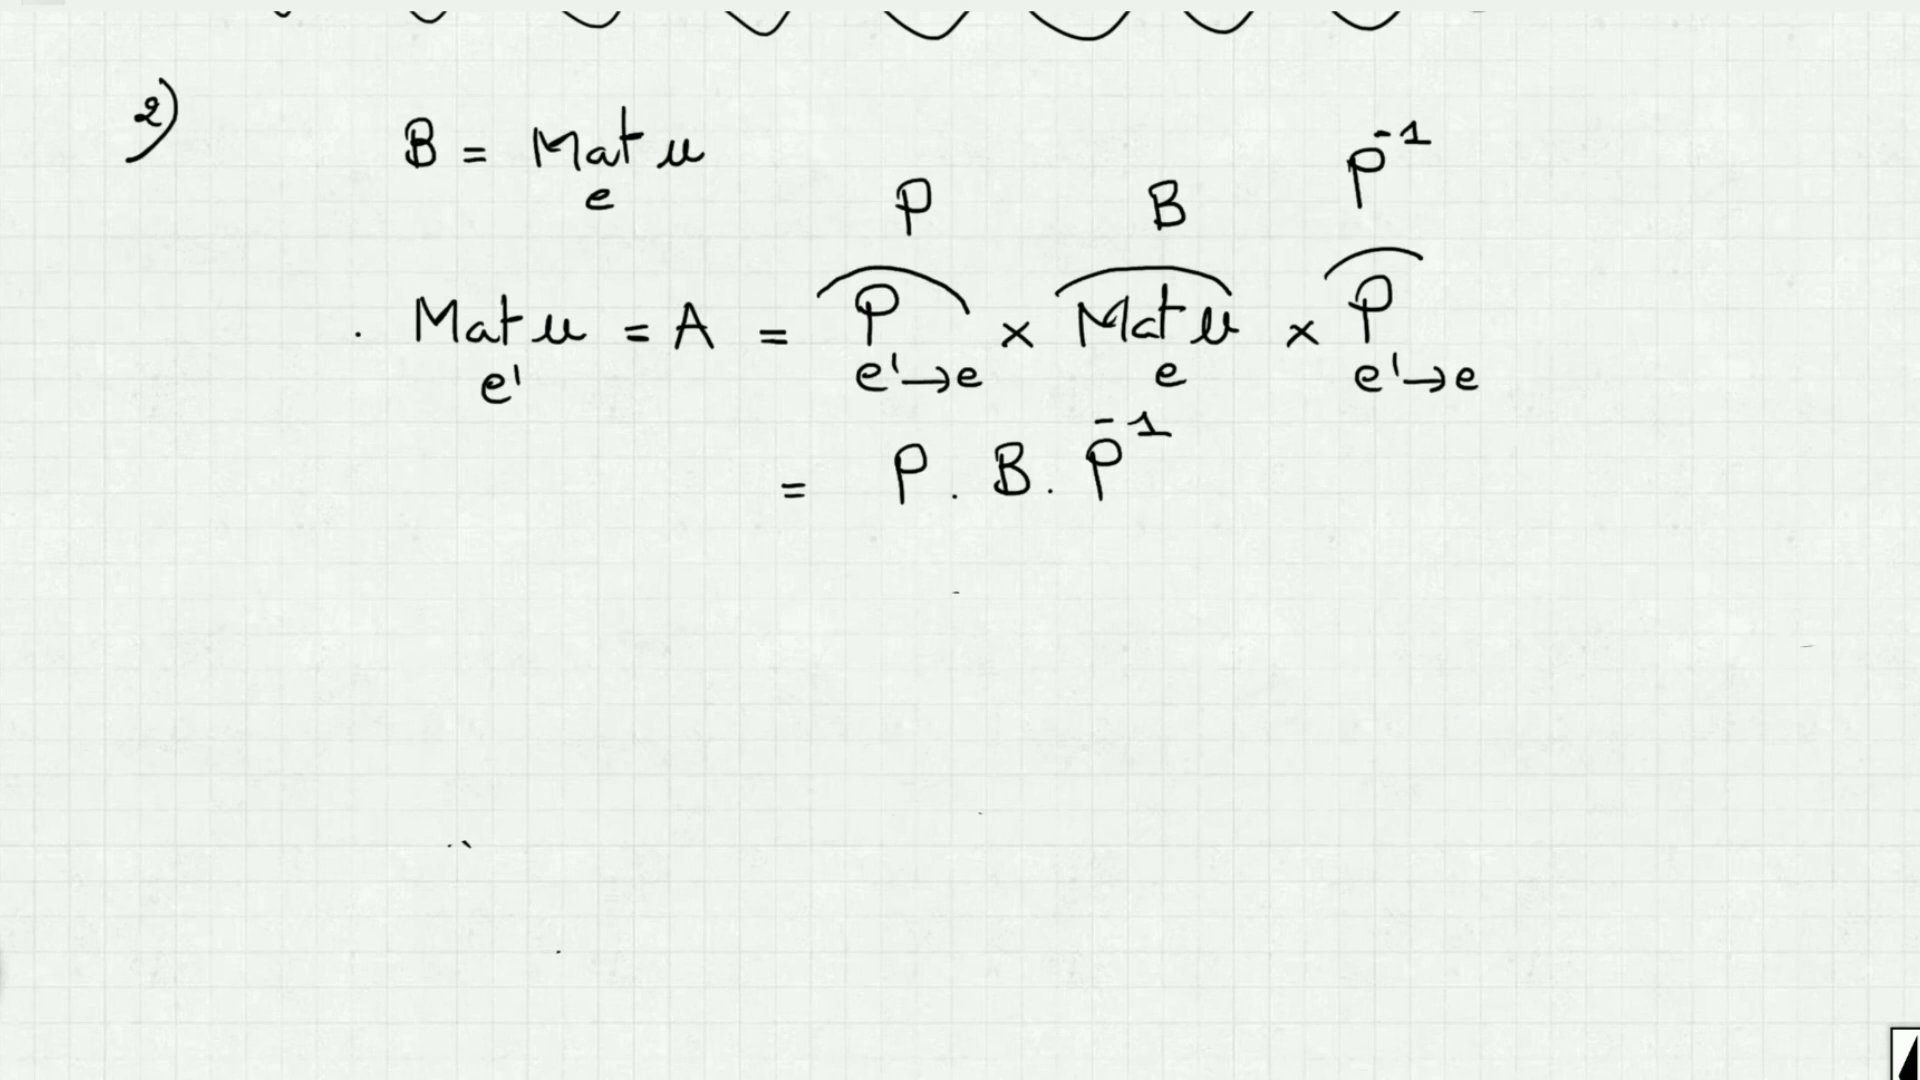 2) B = Mat u
e
P B P⁻¹
. Mat u = A = P × Mat u × P
e' e'→e e e'→e
= P . B . P⁻¹